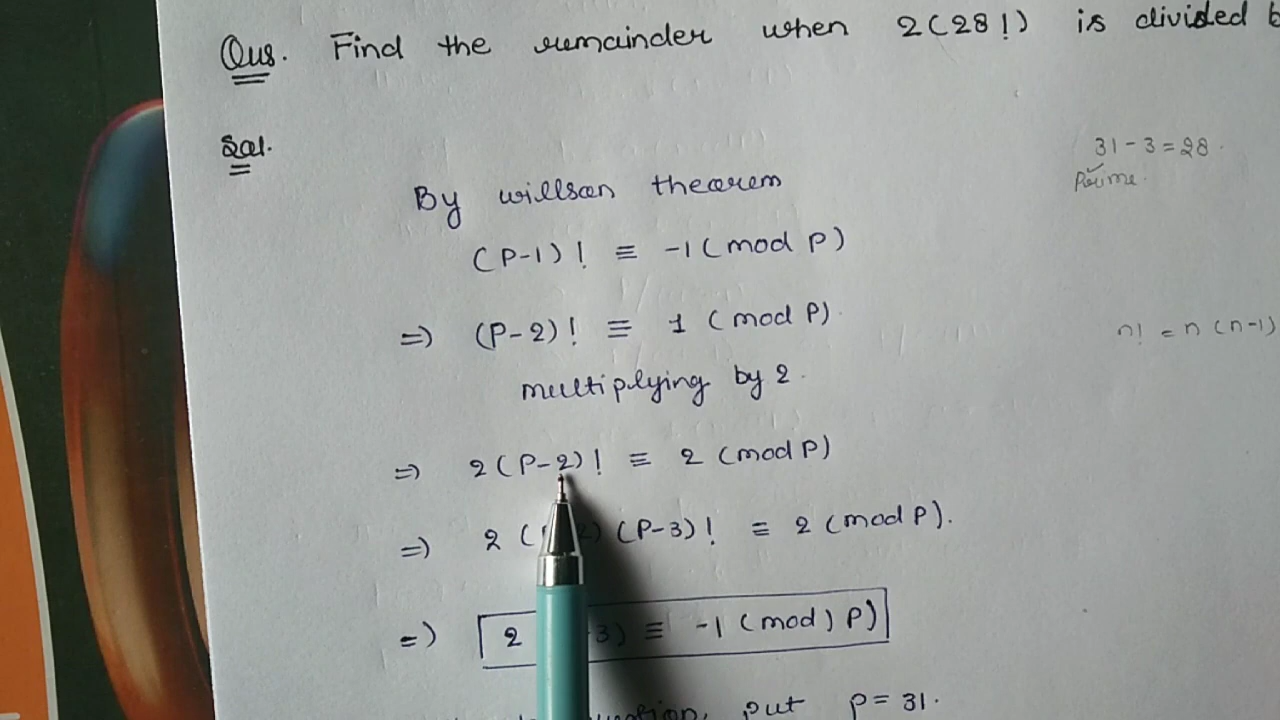 Qus. Find the remainder when 2(28!) is divided b
Sol.
31-3=28.
Prime.
By willson theorem
(P-1)! ≡ -1 (mod P)
=) (P-2)! ≡ 1 (mod P).
n! = n (n-1)
multiplying by 2.
=) 2(P-2)! ≡ 2 (mod P)
=) 2 ( 2) (P-3)! ≡ 2 (mod P).
=) 2 3) ≡ -1 (mod) P)
put P=31.